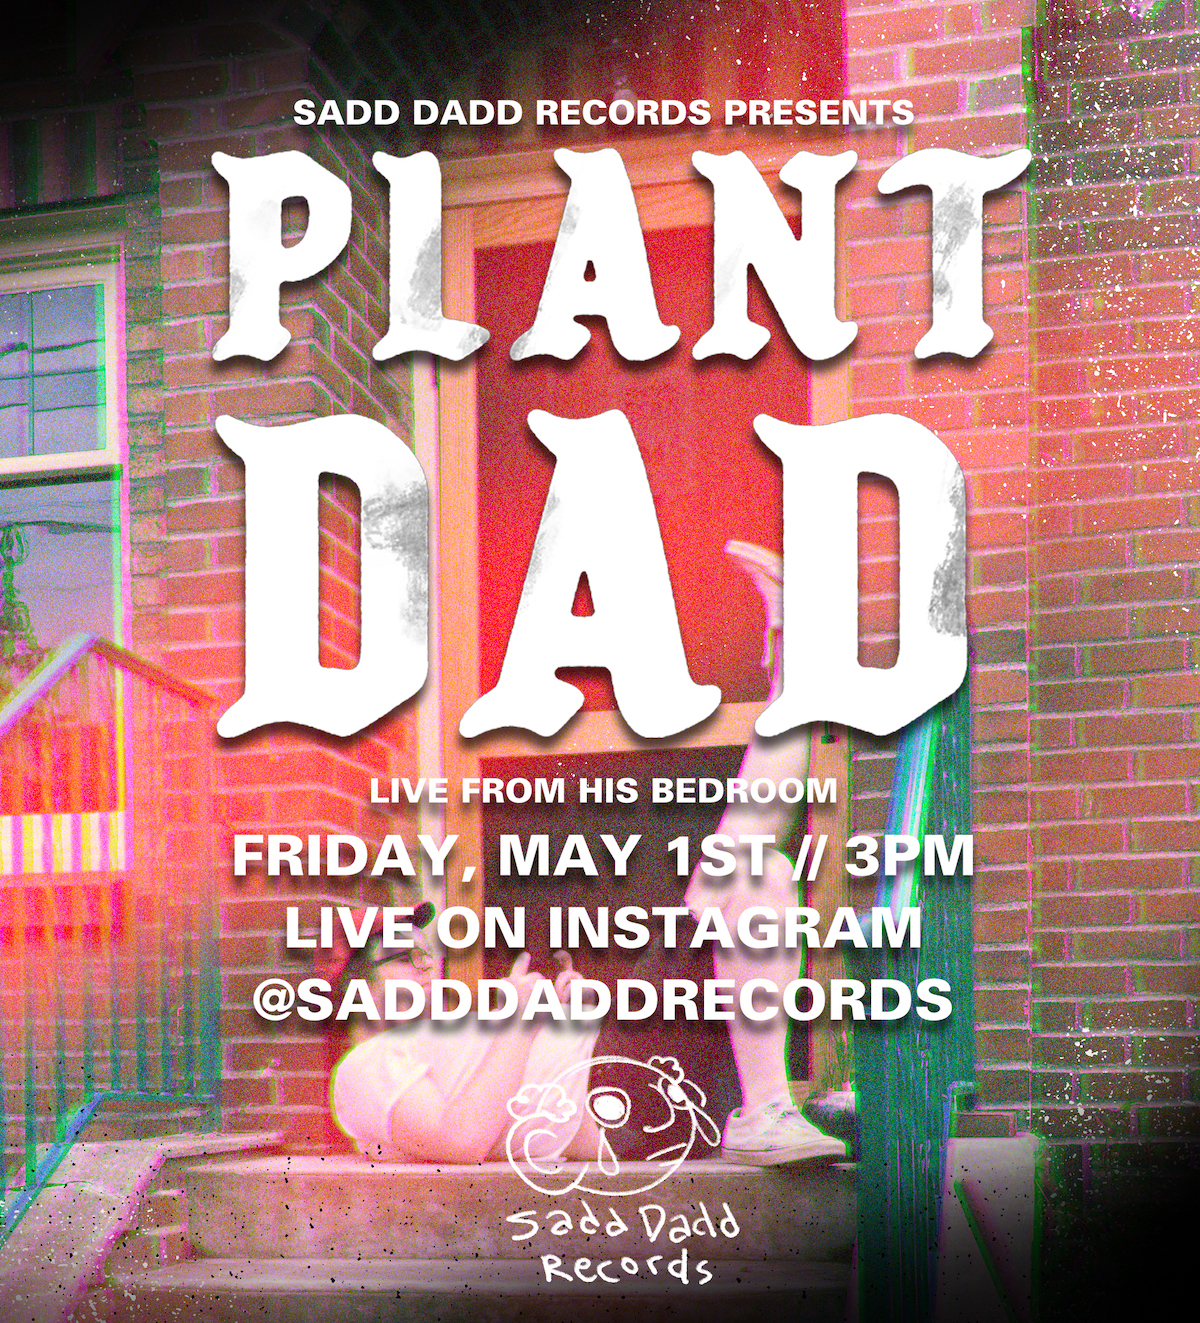 SADD DADD RECORDS PRESENTS
PLANT
DAD
LIVE FROM HIS BEDROOM
FRIDAY, MAY 1ST // 3PM
LIVE ON INSTAGRAM
@SADDDADDRECORDS
Sadd Dadd
Records